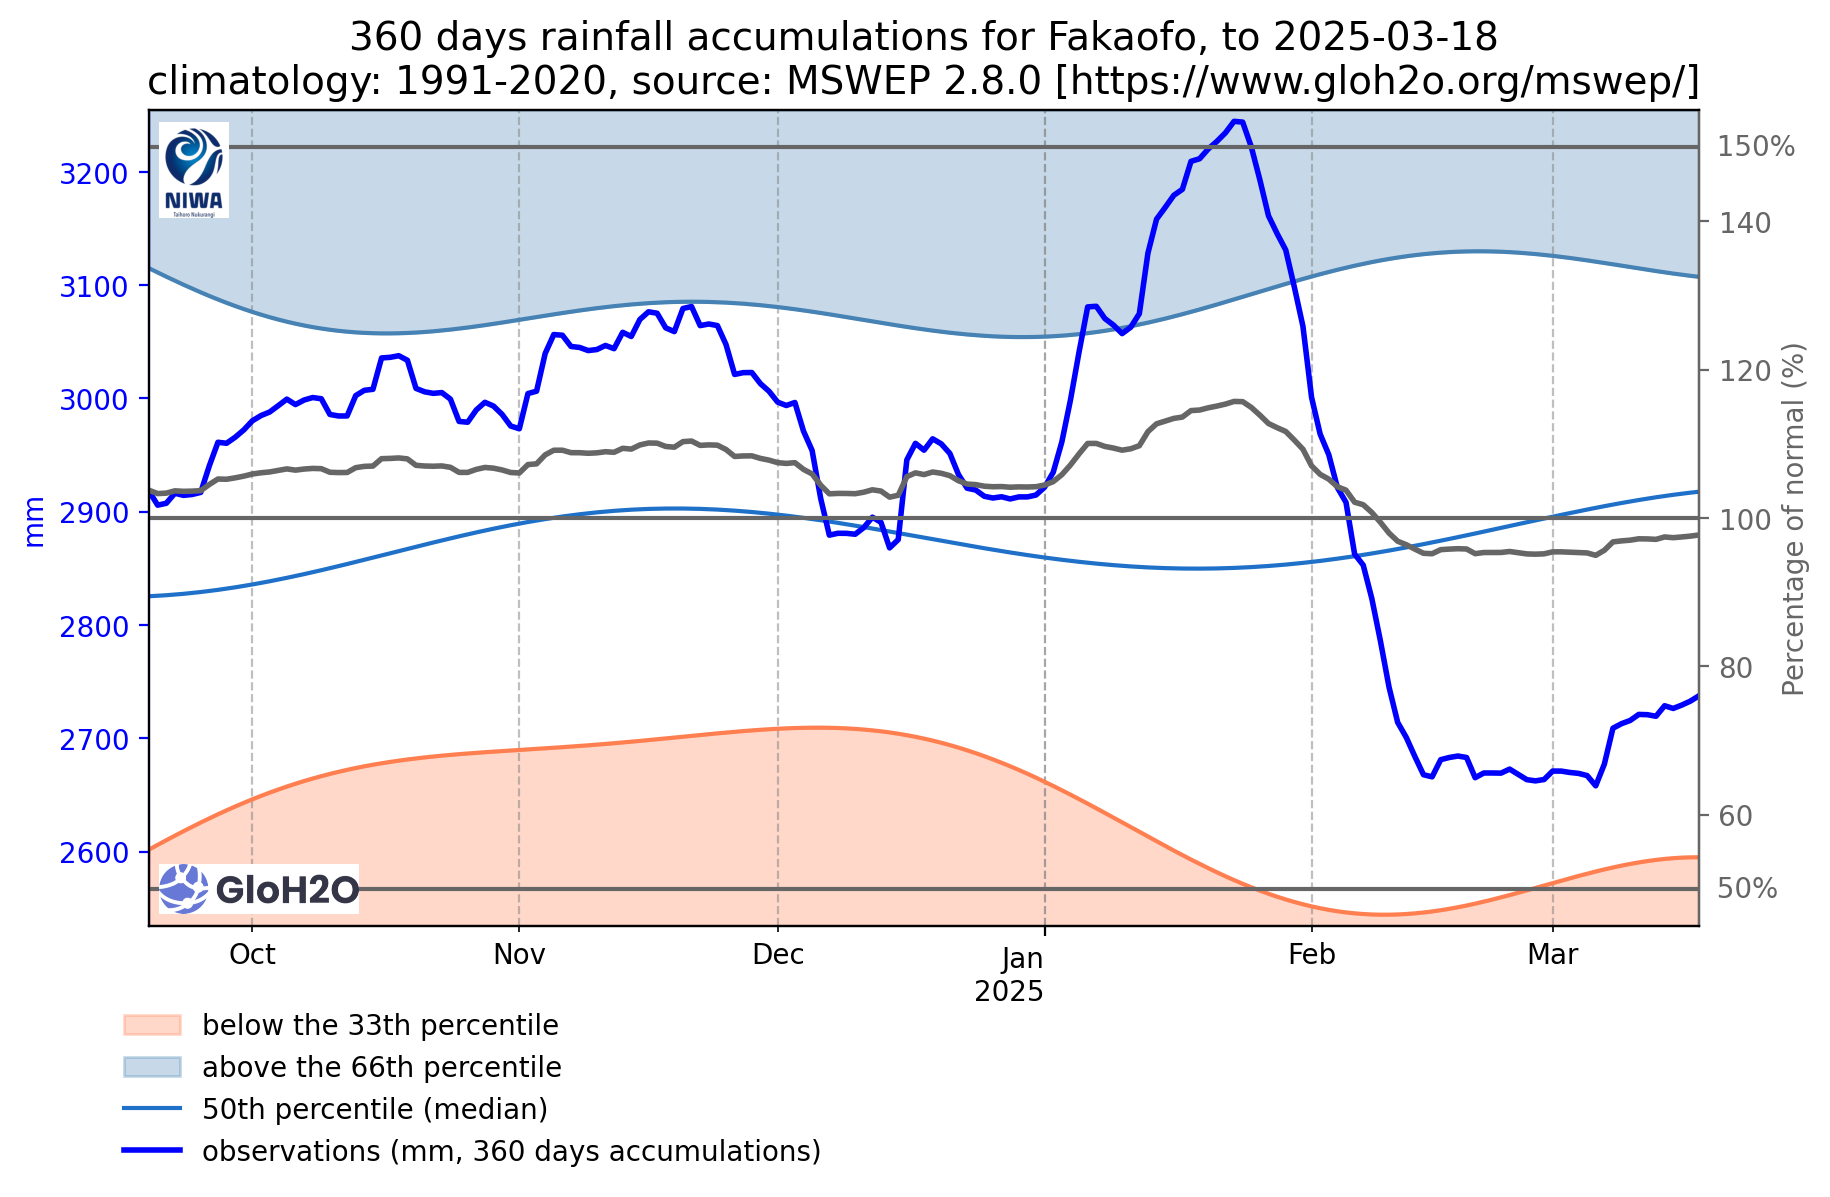 360 days rainfall accumulations for Fakaofo, to 2025-03-18
climatology: 1991-2020, source: MSWEP 2.8.0 [https://www.gloh2o.org/mswep/]
NIWA
Taihoro Nukurangi
3200
3100
3000
2900
2800
2700
2600
mm
150%
140
120
100
80
60
50%
Percentage of normal (%)
GloH2O
Oct
Nov
Dec
Jan
2025
Feb
Mar
below the 33th percentile
above the 66th percentile
50th percentile (median)
observations (mm, 360 days accumulations)